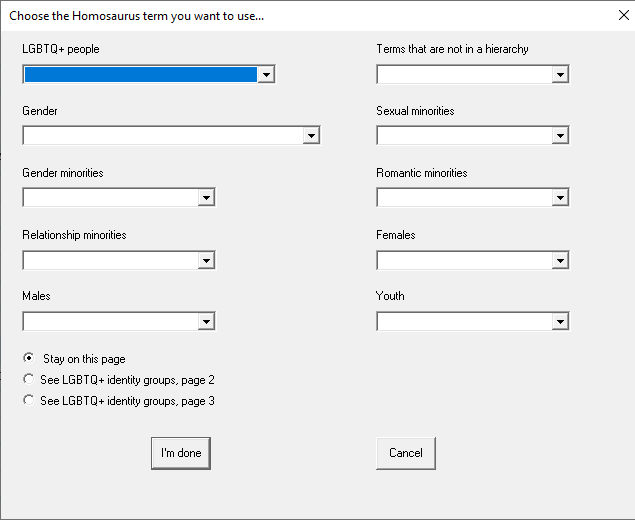 Choose the Homosaurus term you want to use...
LGBTQ+ people
Terms that are not in a hierarchy
Gender
Sexual minorities
Gender minorities
Romantic minorities
Relationship minorities
Females
Males
Youth
Stay on this page
See LGBTQ+ identity groups, page 2
See LGBTQ+ identity groups, page 3
I'm done
Cancel